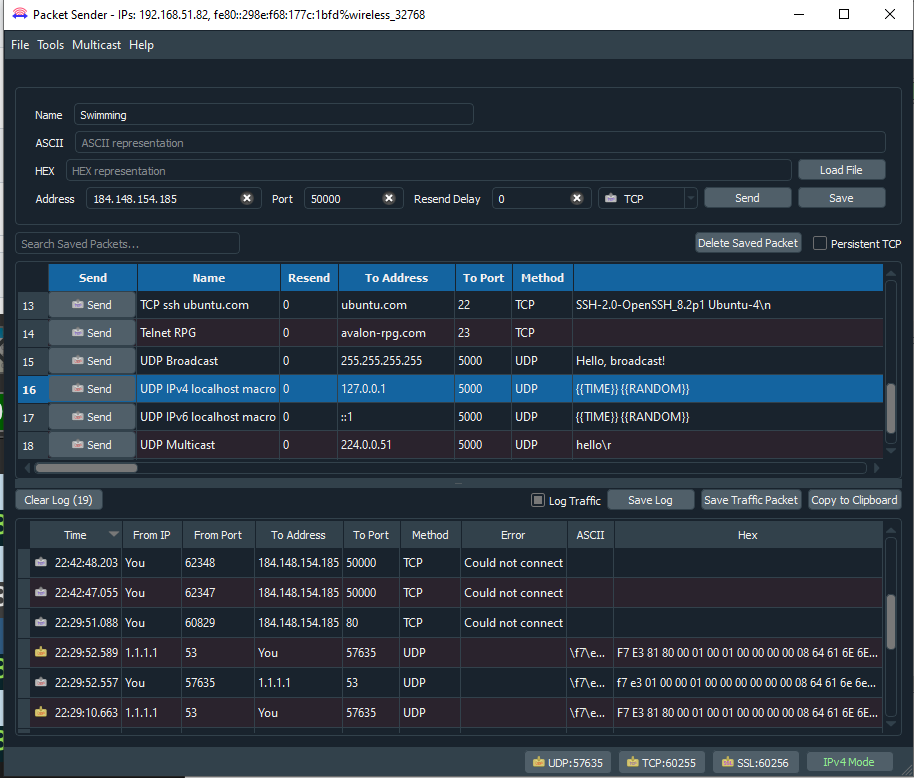 Packet Sender - IPs: 192.168.51.82, fe80::298e:f68:177c:1bfd%wireless_32768
File Tools Multicast Help
Name Swimming
ASCII ASCII representation
HEX HEX representation Load File
Address 184.148.154.185 Port 50000 Resend Delay 0 TCP Send Save
Search Saved Packets... Delete Saved Packet Persistent TCP
Send Name Resend To Address To Port Method
13 Send TCP ssh ubuntu.com 0 ubuntu.com 22 TCP SSH-2.0-OpenSSH_8.2p1 Ubuntu-4\n
14 Send Telnet RPG 0 avalon-rpg.com 23 TCP
15 Send UDP Broadcast 0 255.255.255.255 5000 UDP Hello, broadcast!
16 Send UDP IPv4 localhost macro 0 127.0.0.1 5000 UDP {{TIME}} {{RANDOM}}
17 Send UDP IPv6 localhost macro 0 ::1 5000 UDP {{TIME}} {{RANDOM}}
18 Send UDP Multicast 0 224.0.0.51 5000 UDP hello\r
Clear Log (19) Log Traffic Save Log Save Traffic Packet Copy to Clipboard
Time From IP From Port To Address To Port Method Error ASCII Hex
22:42:48.203 You 62348 184.148.154.185 50000 TCP Could not connect
22:42:47.055 You 62347 184.148.154.185 50000 TCP Could not connect
22:29:51.088 You 60829 184.148.154.185 80 TCP Could not connect
22:29:52.589 1.1.1.1 53 You 57635 UDP \f7\e... F7 E3 81 80 00 01 00 01 00 00 00 00 08 64 61 6E 6E...
22:29:52.557 You 57635 1.1.1.1 53 UDP \f7\e... f7 e3 01 00 00 01 00 00 00 00 00 00 08 64 61 6e 6e...
22:29:10.663 1.1.1.1 53 You 57635 UDP \f7\e... F7 E3 81 80 00 01 00 01 00 00 00 00 08 64 61 6E 6E...
UDP:57635 TCP:60255 SSL:60256 IPv4 Mode